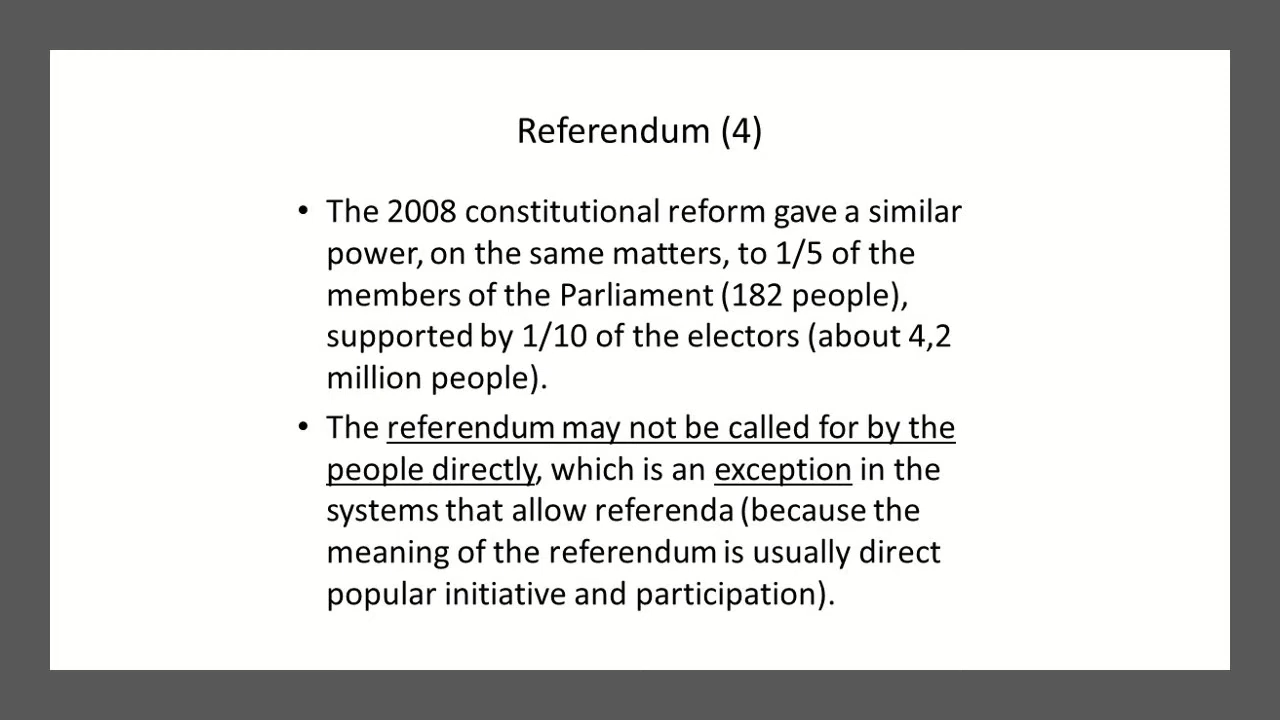 Referendum (4)
• The 2008 constitutional reform gave a similar
power, on the same matters, to 1/5 of the
members of the Parliament (182 people),
supported by 1/10 of the electors (about 4,2
million people).
• The referendum may not be called for by the
people directly, which is an exception in the
systems that allow referenda (because the
meaning of the referendum is usually direct
popular initiative and participation).